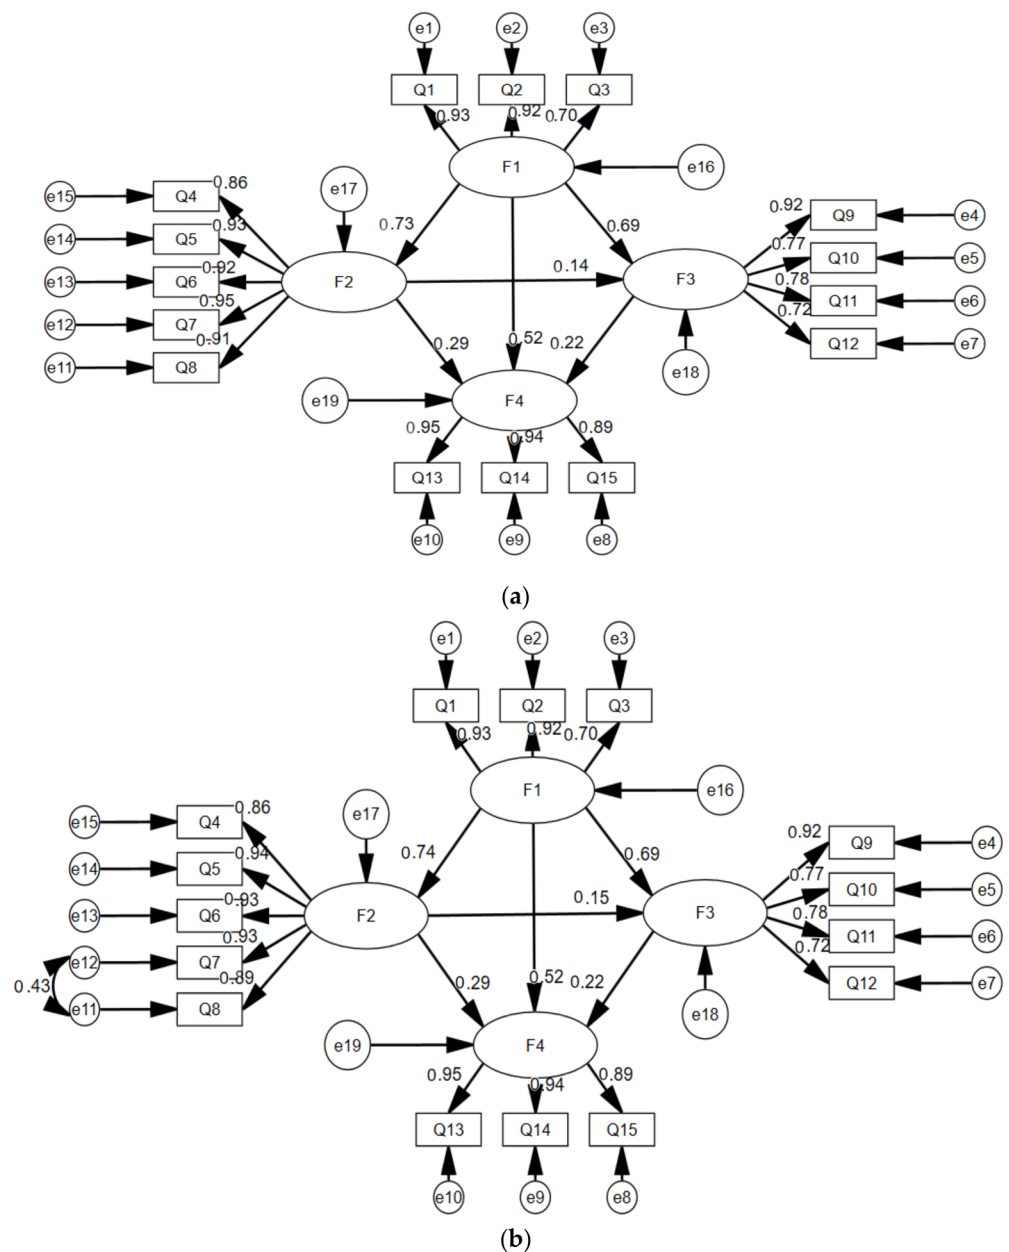 e1 e2 e3
Q1 Q2 Q3
0.93 0.92 0.70
F1 e16
e15 Q4 0.86 e17
0.92 Q9 e4
e14 Q5 0.93 0.73 0.69
0.77 Q10 e5
e13 Q6 0.92 F2 0.14 F3
0.78 Q11 e6
e12 Q7 0.95
0.72 Q12 e7
e11 Q8 0.91 0.29 0.52 0.22
e18
e19 F4
0.95 0.94 0.89
Q13 Q14 Q15
e10 e9 e8
(a)
e1 e2 e3
Q1 Q2 Q3
0.93 0.92 0.70
F1 e16
e15 Q4 0.86 e17
0.92 Q9 e4
e14 Q5 0.94 0.74 0.69
0.77 Q10 e5
e13 Q6 0.93 F2 0.15 F3
0.78 Q11 e6
e12 Q7 0.93
0.72 Q12 e7
0.43
e11 Q8 0.89 0.29 0.52 0.22
e18
e19 F4
0.95 0.94 0.89
Q13 Q14 Q15
e10 e9 e8
(b)